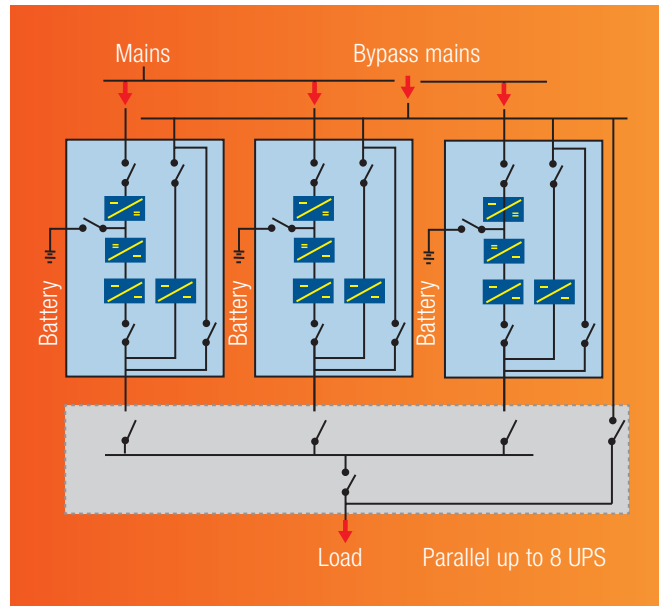 Mains
Bypass mains
Battery
Battery
Battery
Load
Parallel up to 8 UPS